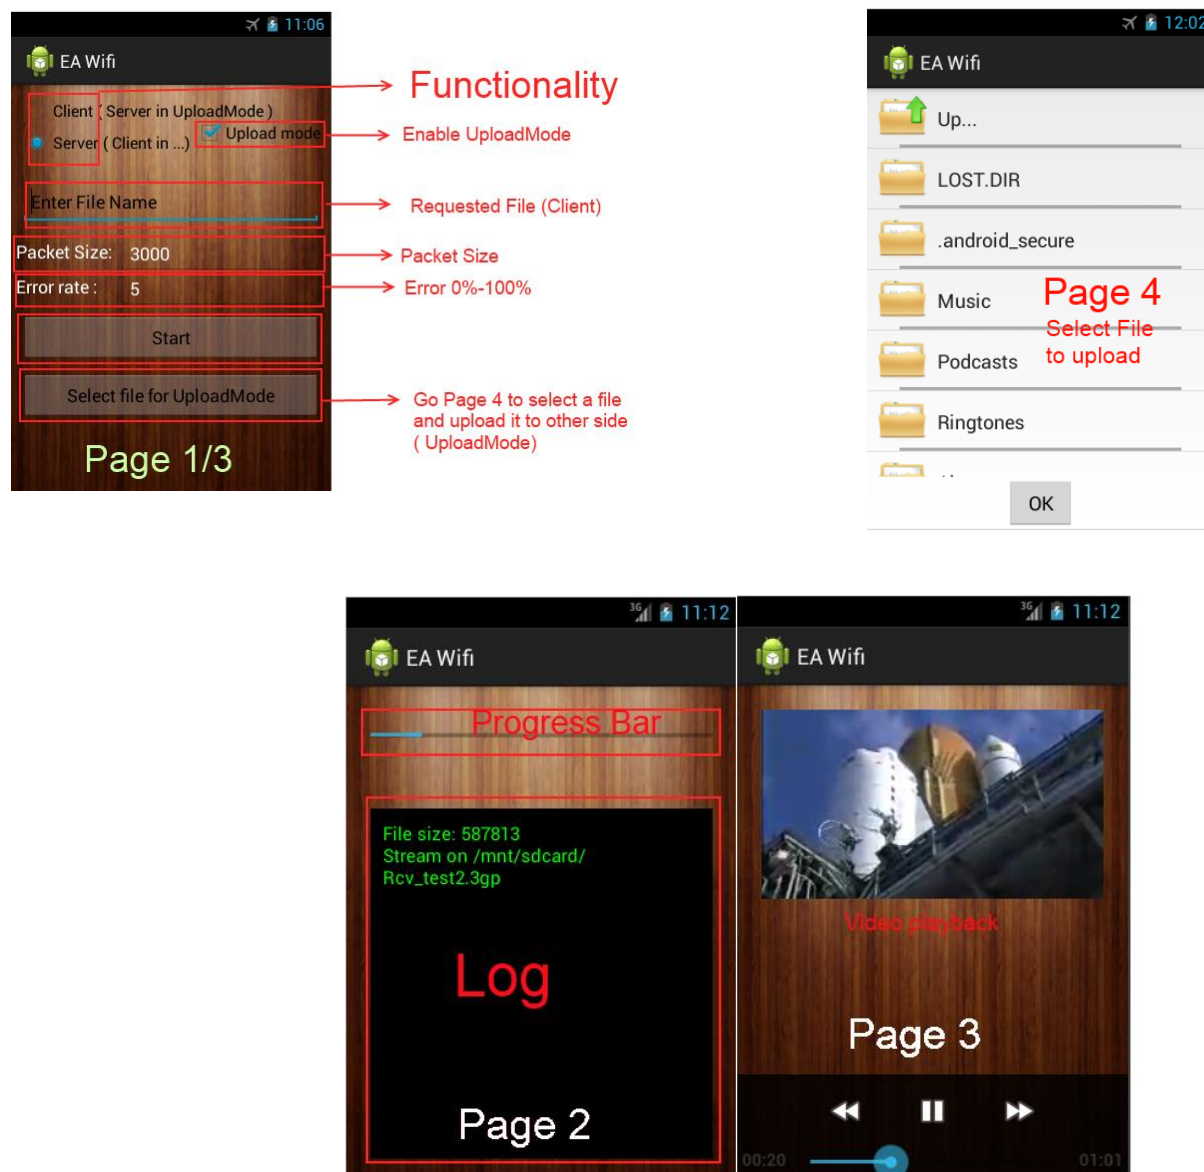 11:06
EA Wifi
Client ( Server in UploadMode )
Server ( Client in ...)
Upload mode
Enter File Name
Packet Size: 3000
Error rate : 5
Start
Select file for UploadMode
Page 1/3
Functionality
Enable UploadMode
Requested File (Client)
Packet Size
Error 0%-100%
Go Page 4 to select a file
and upload it to other side
( UploadMode)
12:02
EA Wifi
Up...
LOST.DIR
.android_secure
Music
Podcasts
Ringtones
OK
Page 4
Select File
to upload
3G 11:12
EA Wifi
Progress Bar
File size: 587813
Stream on /mnt/sdcard/
Rcv_test2.3gp
Log
Page 2
3G 11:12
EA Wifi
Video playback
Page 3
00:20
01:01